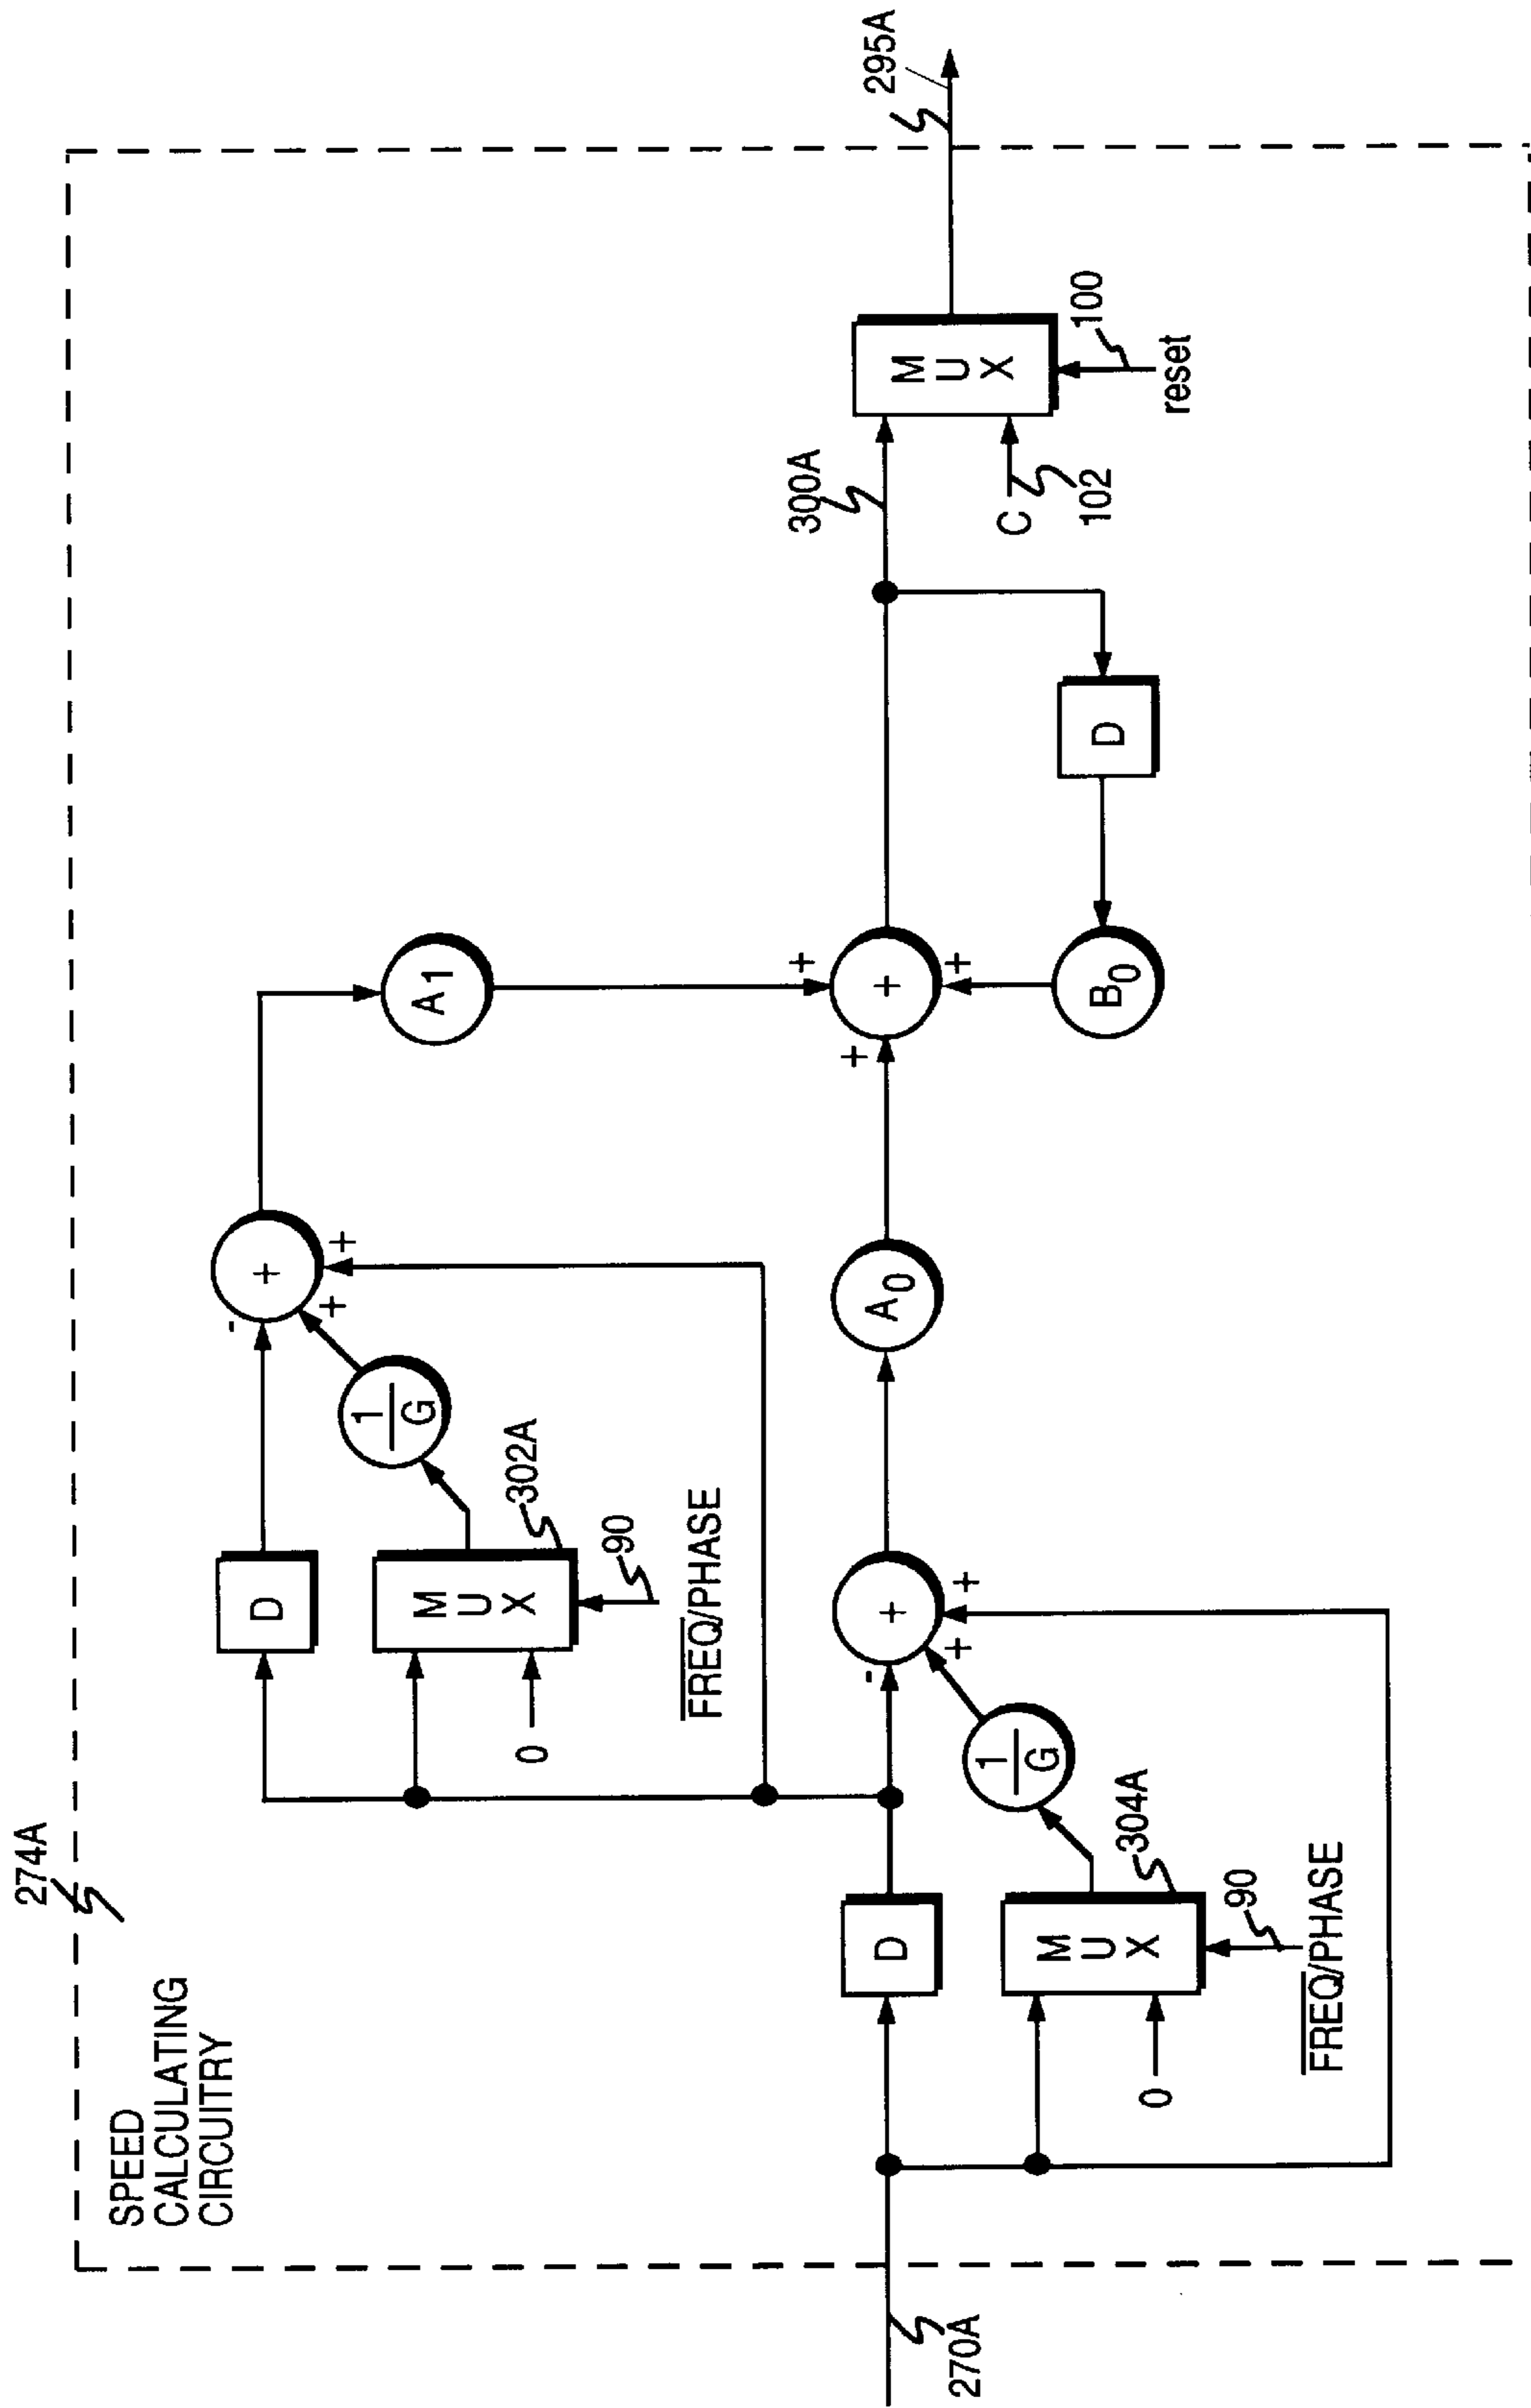 274A
SPEED
CALCULATING
CIRCUITRY
D
-
+
+
+
1
G
MUX
302A
0
90
FREQ/PHASE
A1
270A
D
-
+
+
+
1
G
MUX
304A
0
90
FREQ/PHASE
A0
+
+
+
+
B0
D
300A
C
102
MUX
100
reset
295A